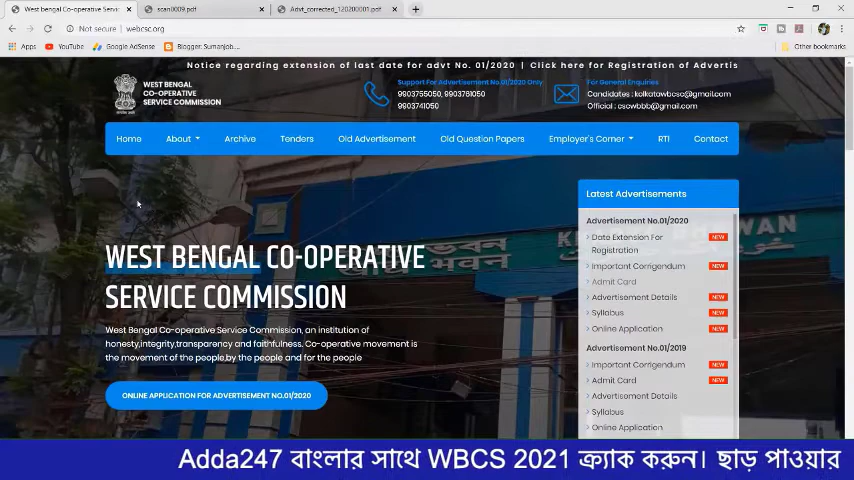 West bengal Co-operative Service
scan0009.pdf
Advt_corrected_120200001.pdf
Not secure | webcsc.org
Apps
YouTube
Google AdSense
Blogger: Sumanjob...
Other bookmarks
Notice regarding extension of last date for advt No. 01/2020 | Click here for Registration of Advertis
WEST BENGAL
CO-OPERATIVE
SERVICE COMMISSION
Support For Advertisement No.01/2020 Only
9903755050, 9903761050
9903741050
For General Enquiries
Candidates : kolkatawbcsc@gmail.com
Official : cscwbbb@gmail.com
Home
About
Archive
Tenders
Old Advertisement
Old Question Papers
Employer's Corner
RTI
Contact
WEST BENGAL CO-OPERATIVE
SERVICE COMMISSION
West Bengal Co-operative Service Commission, an institution of
honesty,integrity,transparency and faithfulness. Co-operative movement is
the movement of the people,by the people and for the people
ONLINE APPLICATION FOR ADVERTISEMENT NO.01/2020
Latest Advertisements
Advertisement No.01/2020
Date Extension For
Registration
NEW
Important Corrigendum
NEW
Admit Card
Advertisement Details
NEW
Syllabus
NEW
Online Application
NEW
Advertisement No.01/2019
Important Corrigendum
NEW
Admit Card
NEW
Advertisement Details
Syllabus
Online Application
Adda247 বাংলার সাথে WBCS 2021 ক্র্যাক করুন। ছাড় পাওয়ার